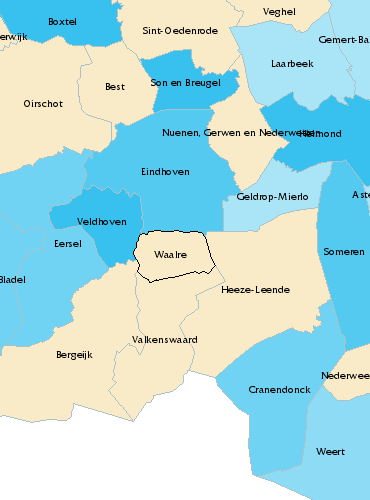 Veghel
Boxtel
Sint-Oedenrode
erwijk
Gemert-Ba
Laarbeek
Best
Son en Breugel
Oirschot
Nuenen, Gerwen en Nederwetten
Helmond
Eindhoven
Aste
Geldrop-Mierlo
Veldhoven
Eersel
Waalre
Someren
Bladel
Heeze-Leende
Valkenswaard
Bergeijk
Nederwee
Cranendonck
Weert